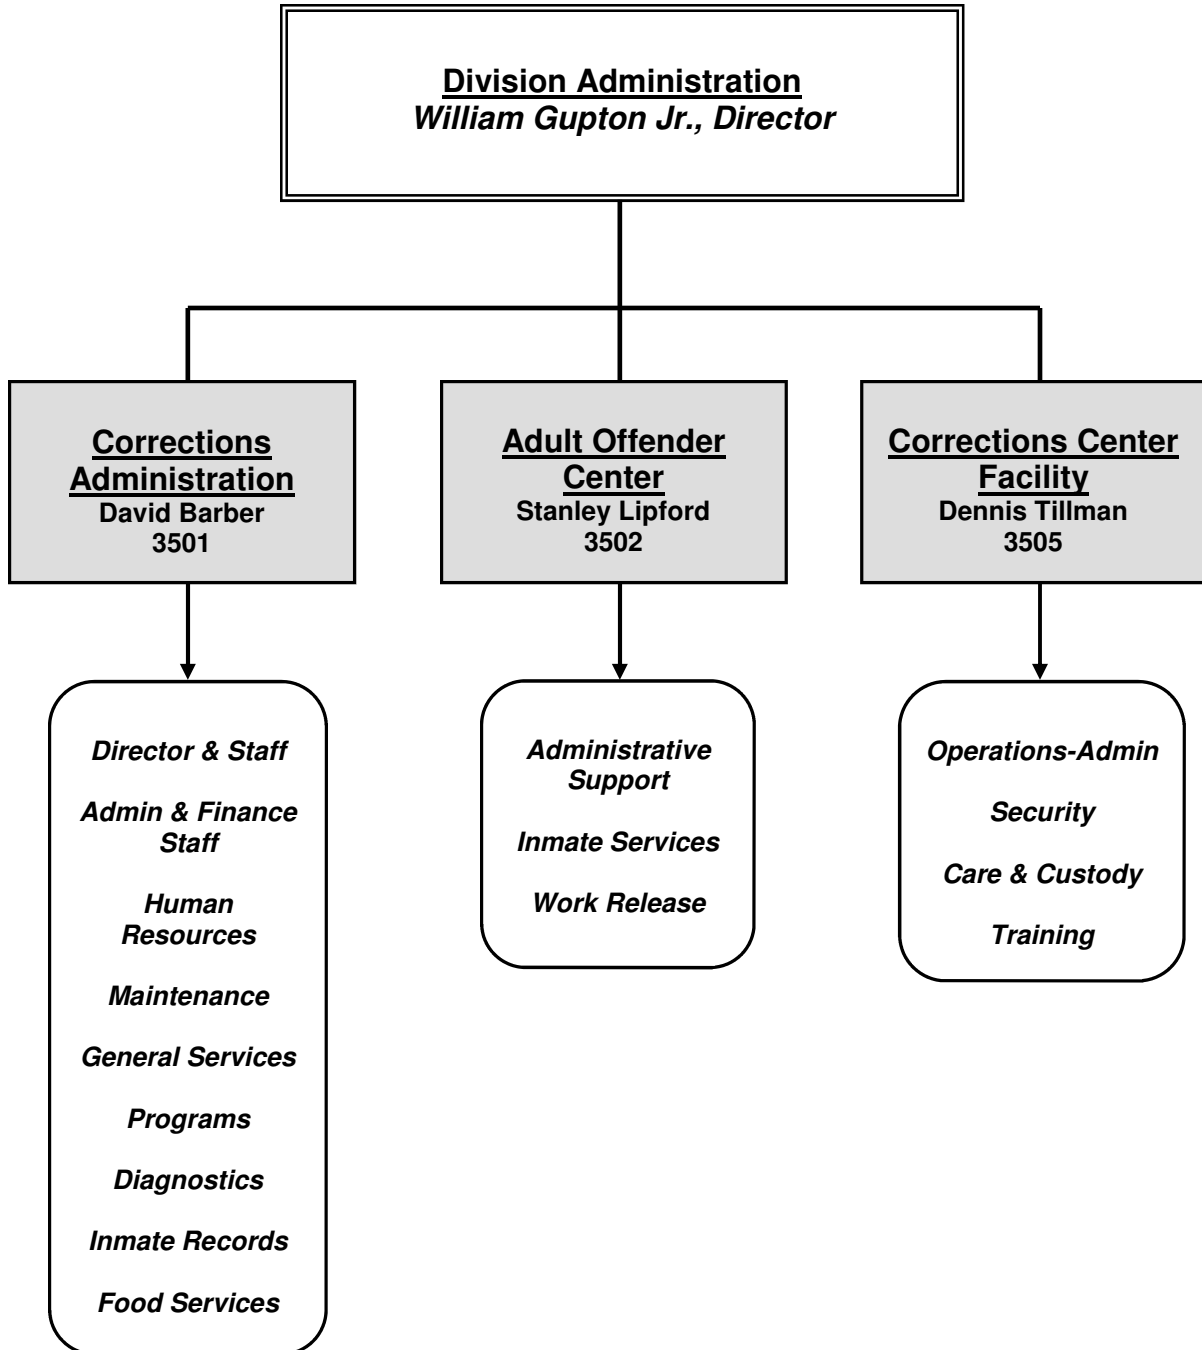 Division Administration
William Gupton Jr., Director
Corrections
Administration
David Barber
3501
Adult Offender
Center
Stanley Lipford
3502
Corrections Center
Facility
Dennis Tillman
3505
Director & Staff
Admin & Finance
Staff
Human
Resources
Maintenance
General Services
Programs
Diagnostics
Inmate Records
Food Services
Administrative
Support
Inmate Services
Work Release
Operations-Admin
Security
Care & Custody
Training